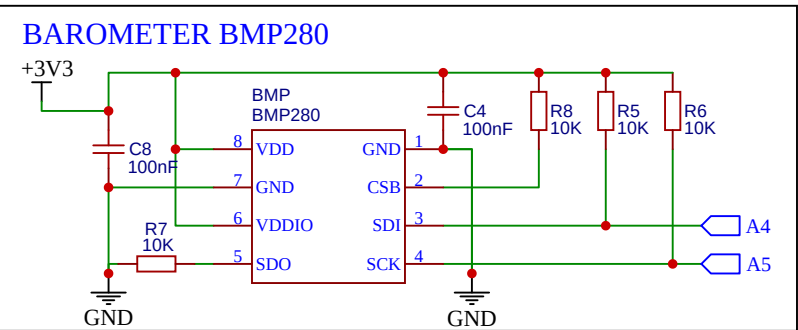 BAROMETER BMP280
+3V3
BMP
BMP280
C8
100nF
C4
100nF
R8
10K
R5
10K
R6
10K
8 VDD
GND 1
7 GND
CSB 2
6 VDDIO
SDI 3
A4
R7
10K
5 SDO
SCK 4
A5
GND
GND